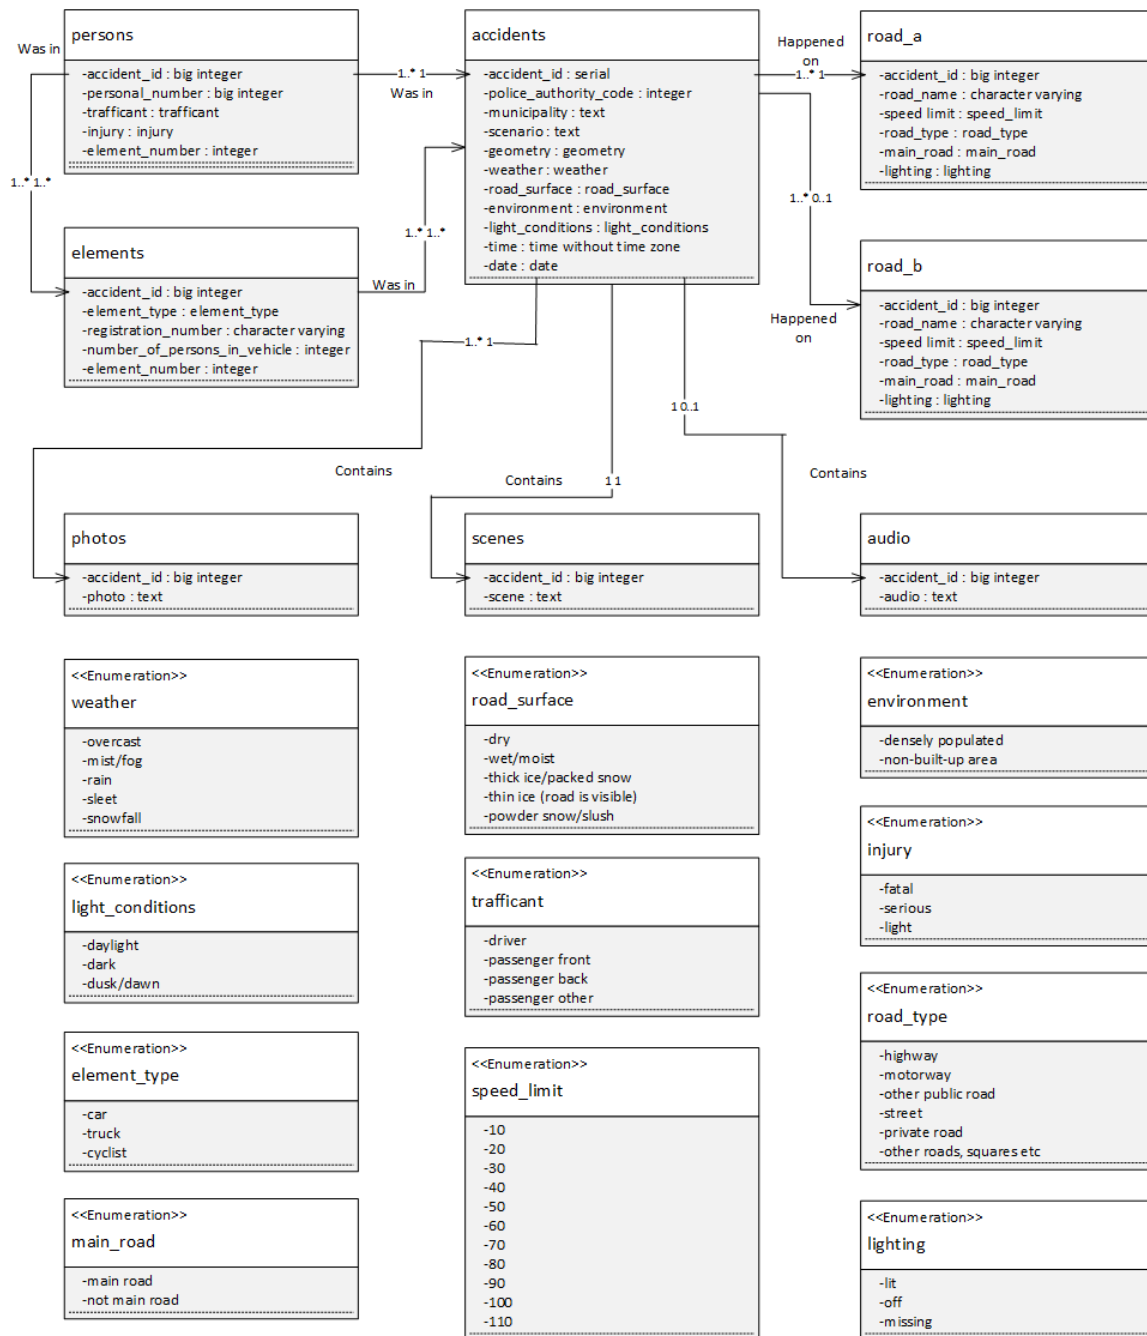 persons
Was in
-accident_id : big integer
-personal_number : big integer
-trafficant : trafficant
-injury : injury
-element_number : integer
1..* 1
Was in
accidents
-accident_id : serial
-police_authority_code : integer
-municipality : text
-scenario : text
-geometry : geometry
-weather : weather
-road_surface : road_surface
-environment : environment
-light_conditions : light_conditions
-time : time without time zone
-date : date
Happened
on
1..* 1
road_a
-accident_id : big integer
-road_name : character varying
-speed limit : speed_limit
-road_type : road_type
-main_road : main_road
-lighting : lighting
1..* 1..*
elements
-accident_id : big integer
-element_type : element_type
-registration_number : character varying
-number_of_persons_in_vehicle : integer
-element_number : integer
1..* 1..*
Was in
1..* 0..1
Happened
on
road_b
-accident_id : big integer
-road_name : character varying
-speed limit : speed_limit
-road_type : road_type
-main_road : main_road
-lighting : lighting
1..* 1
Contains
1 1
Contains
1 0..1
Contains
photos
-accident_id : big integer
-photo : text
scenes
-accident_id : big integer
-scene : text
audio
-accident_id : big integer
-audio : text
<<Enumeration>>
weather
-overcast
-mist/fog
-rain
-sleet
-snowfall
<<Enumeration>>
road_surface
-dry
-wet/moist
-thick ice/packed snow
-thin ice (road is visible)
-powder snow/slush
<<Enumeration>>
environment
-densely populated
-non-built-up area
<<Enumeration>>
injury
-fatal
-serious
-light
<<Enumeration>>
light_conditions
-daylight
-dark
-dusk/dawn
<<Enumeration>>
trafficant
-driver
-passenger front
-passenger back
-passenger other
<<Enumeration>>
road_type
-highway
-motorway
-other public road
-street
-private road
-other roads, squares etc
<<Enumeration>>
element_type
-car
-truck
-cyclist
<<Enumeration>>
speed_limit
-10
-20
-30
-40
-50
-60
-70
-80
-90
-100
-110
<<Enumeration>>
main_road
-main road
-not main road
<<Enumeration>>
lighting
-lit
-off
-missing